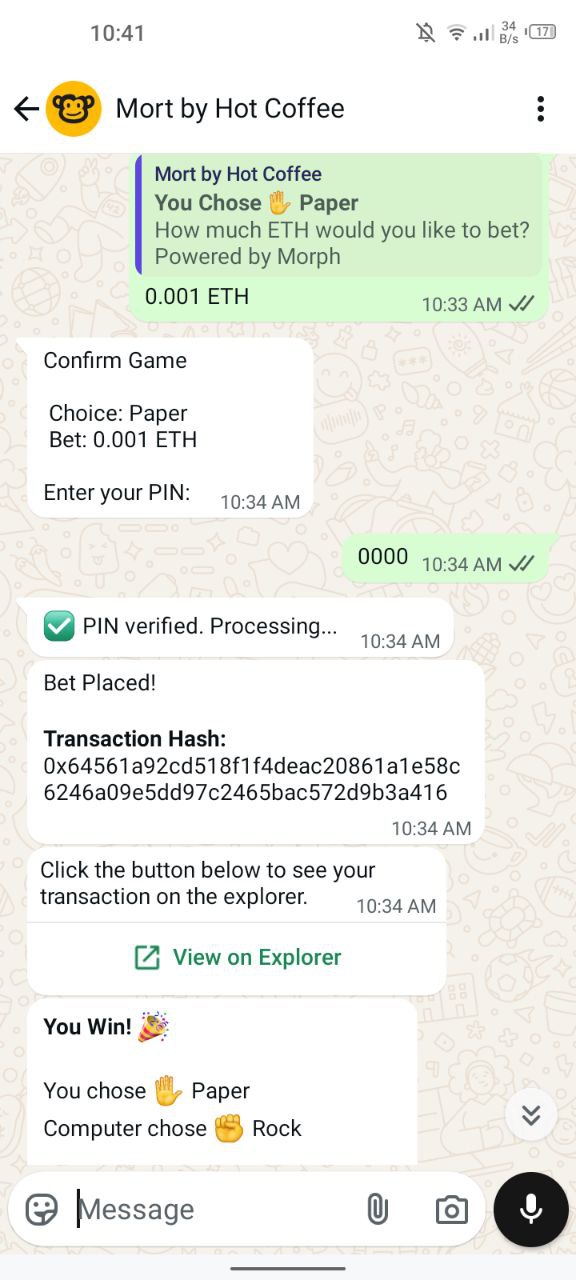 10:41
34
B/s
17
Mort by Hot Coffee
Mort by Hot Coffee
You Chose 🖐 Paper
How much ETH would you like to bet?
Powered by Morph
0.001 ETH
10:33 AM
Confirm Game
Choice: Paper
Bet: 0.001 ETH
Enter your PIN:
10:34 AM
0000
10:34 AM
✅ PIN verified. Processing...
10:34 AM
Bet Placed!
Transaction Hash:
0x64561a92cd518f1f4deac20861a1e58c
6246a09e5dd97c2465bac572d9b3a416
10:34 AM
Click the button below to see your
transaction on the explorer.
10:34 AM
View on Explorer
You Win! 🎉
You chose 🖐 Paper
Computer chose ✊ Rock
Message